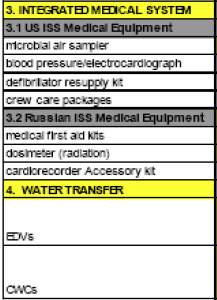 3. INTEGRATED MEDICAL SYSTEM
3.1 US ISS Medical Equipment
microbial air sampler
blood pressure/electrocardiograph
defibrillator resupply kit
crew care packages
3.2 Russian ISS Medical Equipment
medical first aid kits
dosimeter (radiation)
cardiorecorder Accessory kit
4. WATER TRANSFER
EDVs
CWCs